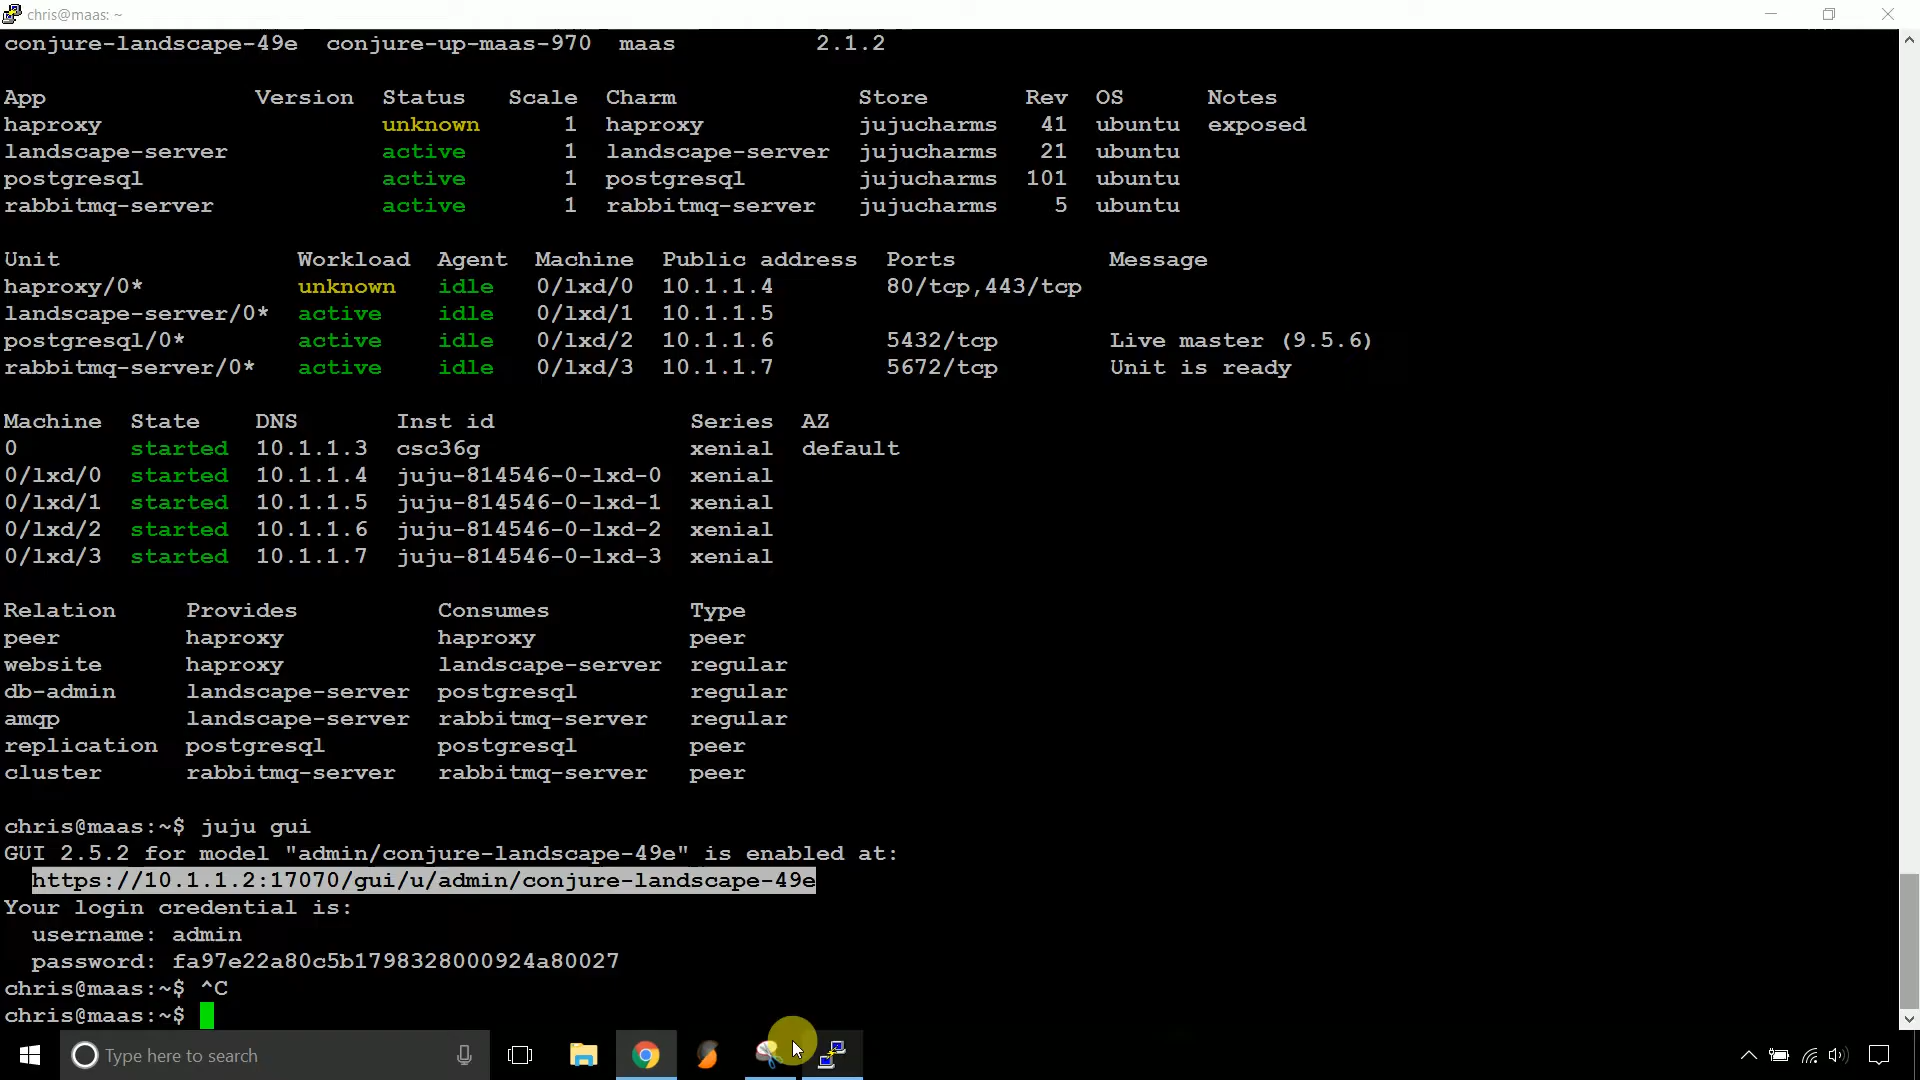 chris@maas: ~
conjure-landscape-49e  conjure-up-maas-970  maas          2.1.2
App               Version  Status   Scale  Charm             Store       Rev  OS      Notes
haproxy                    unknown      1  haproxy           jujucharms   41  ubuntu  exposed
landscape-server           active       1  landscape-server  jujucharms   21  ubuntu
postgresql                 active       1  postgresql        jujucharms  101  ubuntu
rabbitmq-server            active       1  rabbitmq-server   jujucharms    5  ubuntu
Unit                 Workload  Agent  Machine  Public address  Ports           Message
haproxy/0*           unknown   idle   0/lxd/0  10.1.1.4        80/tcp,443/tcp
landscape-server/0*  active    idle   0/lxd/1  10.1.1.5
postgresql/0*        active    idle   0/lxd/2  10.1.1.6        5432/tcp        Live master (9.5.6)
rabbitmq-server/0*   active    idle   0/lxd/3  10.1.1.7        5672/tcp        Unit is ready
Machine  State    DNS       Inst id              Series  AZ
0        started  10.1.1.3  csc36g               xenial  default
0/lxd/0  started  10.1.1.4  juju-814546-0-lxd-0  xenial
0/lxd/1  started  10.1.1.5  juju-814546-0-lxd-1  xenial
0/lxd/2  started  10.1.1.6  juju-814546-0-lxd-2  xenial
0/lxd/3  started  10.1.1.7  juju-814546-0-lxd-3  xenial
Relation     Provides          Consumes          Type
peer         haproxy           haproxy           peer
website      haproxy           landscape-server  regular
db-admin     landscape-server  postgresql        regular
amqp         landscape-server  rabbitmq-server   regular
replication  postgresql        postgresql        peer
cluster      rabbitmq-server   rabbitmq-server   peer
chris@maas:~$ juju gui
GUI 2.5.2 for model "admin/conjure-landscape-49e" is enabled at:
  https://10.1.1.2:17070/gui/u/admin/conjure-landscape-49e
Your login credential is:
  username: admin
  password: fa97e22a80c5b1798328000924a80027
chris@maas:~$ ^C
chris@maas:~$
Type here to search